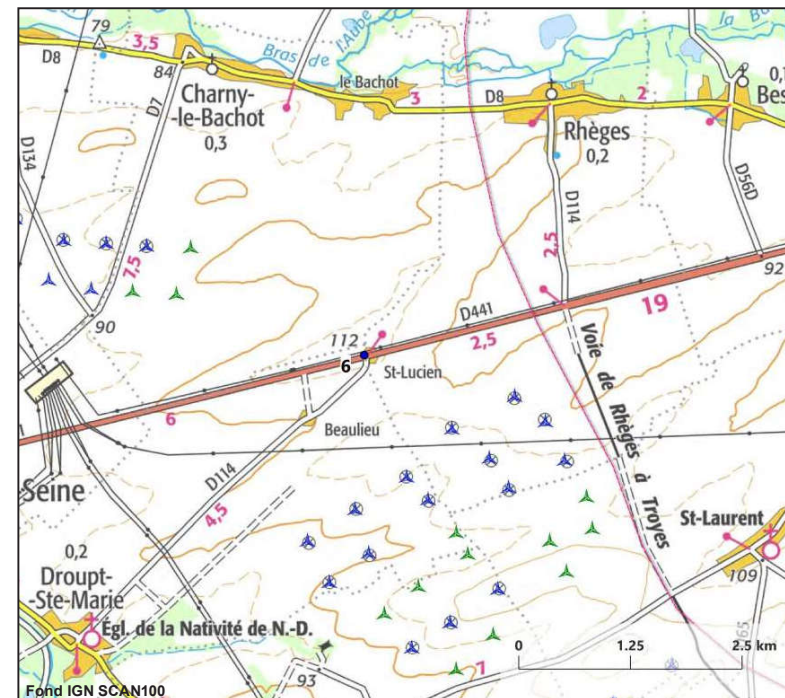 79
3,5
D8
84
Charny-
-le-Bachot
0,3
Bras de l'Aube
le Bachot
3
D8
2
Rhèges
0,2
la
0,1
Bes
D7
D134
D114
2,5
D56D
7,5
90
92
19
D441
2,5
112
6
St-Lucien
6
Beaulieu
Voie de Rhèges à Troyes
D114
4,5
Seine
0,2
Droupt-
-Ste-Marie
Égl. de la Nativité de N.-D.
93
St-Laurent
109
7
0
1.25
2.5 km
Fond IGN SCAN100